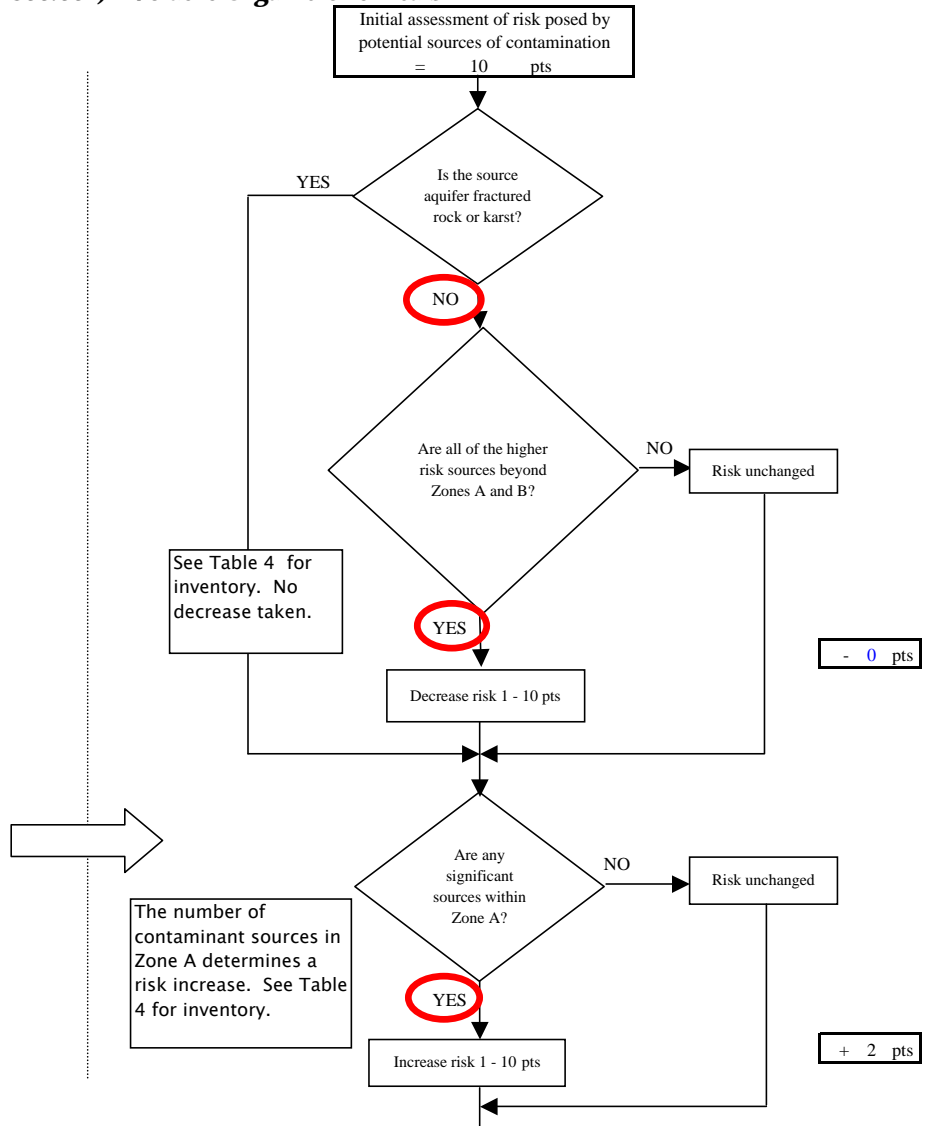 Initial assessment of risk posed by
potential sources of contamination
= 10 pts
YES
Is the source
aquifer fractured
rock or karst?
NO
Are all of the higher
risk sources beyond
Zones A and B?
NO
Risk unchanged
See Table 4 for
inventory. No
decrease taken.
YES
- 0 pts
Decrease risk 1 - 10 pts
Are any
significant
sources within
Zone A?
NO
Risk unchanged
The number of
contaminant sources in
Zone A determines a
risk increase. See Table
4 for inventory.
YES
Increase risk 1 - 10 pts
+ 2 pts